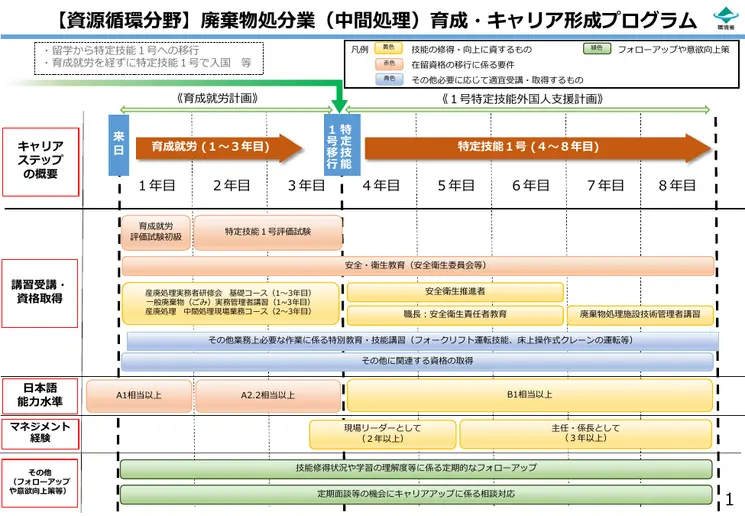 【資源循環分野】廃棄物処分業（中間処理）育成・キャリア形成プログラム
環境省
・留学から特定技能１号への移行
・育成就労を経ずに特定技能１号で入国　等
凡例
黄色
技能の修得・向上に資するもの
緑色
フォローアップや意欲向上策
赤色
在留資格の移行に係る要件
青色
その他必要に応じて適宜受講・取得するもの
《育成就労計画》
《１号特定技能外国人支援計画》
キャリア
ステップ
の概要
来日
育成就労（１～３年目）
特定技能
１号移行
特定技能１号（４～８年目）
１年目
２年目
３年目
４年目
５年目
６年目
７年目
８年目
講習受講・
資格取得
育成就労
評価試験初級
特定技能１号評価試験
安全・衛生教育（安全衛生委員会等）
産廃処理実務者研修会　基礎コース（1～3年目）
一般廃棄物（ごみ）実務管理者講習（1~3年目）
産廃処理　中間処理現場業務コース（2～3年目）
安全衛生推進者
職長：安全衛生責任者教育
廃棄物処理施設技術管理者講習
その他業務上必要な作業に係る特別教育・技能講習（フォークリフト運転技能、床上操作式クレーンの運転等）
その他に関連する資格の取得
日本語
能力水準
A1相当以上
A2.2相当以上
B1相当以上
マネジメント
経験
現場リーダーとして
（２年以上）
主任・係長として
（３年以上）
その他
（フォローアップ
や意欲向上策等）
技能修得状況や学習の理解度等に係る定期的なフォローアップ
定期面談等の機会にキャリアアップに係る相談対応
1